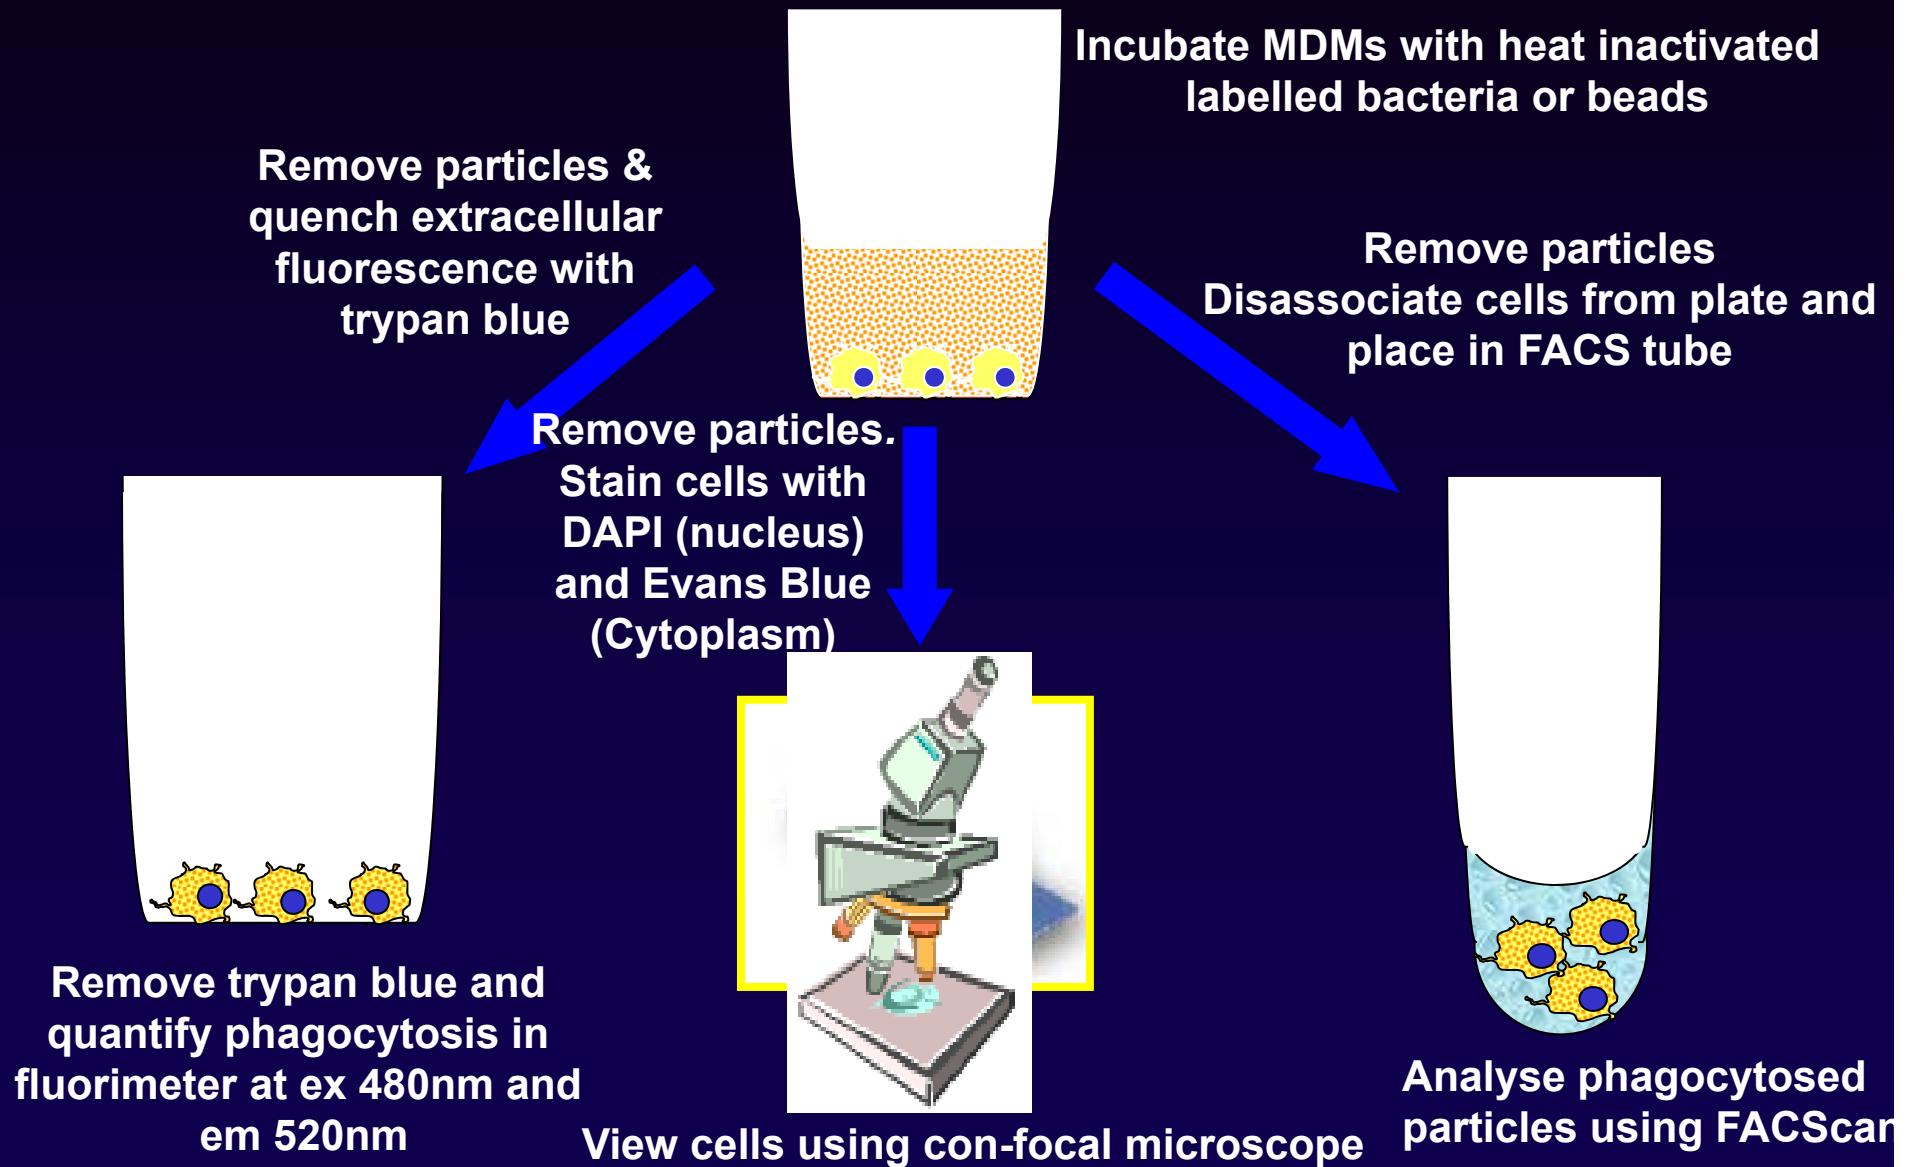 Incubate MDMs with heat inactivated
labelled bacteria or beads
Remove particles &
quench extracellular
fluorescence with
trypan blue
Remove particles
Disassociate cells from plate and
place in FACS tube
Remove particles.
Stain cells with
DAPI (nucleus)
and Evans Blue
(Cytoplasm)
Remove trypan blue and
quantify phagocytosis in
fluorimeter at ex 480nm and
em 520nm
View cells using con-focal microscope
Analyse phagocytosed
particles using FACScan